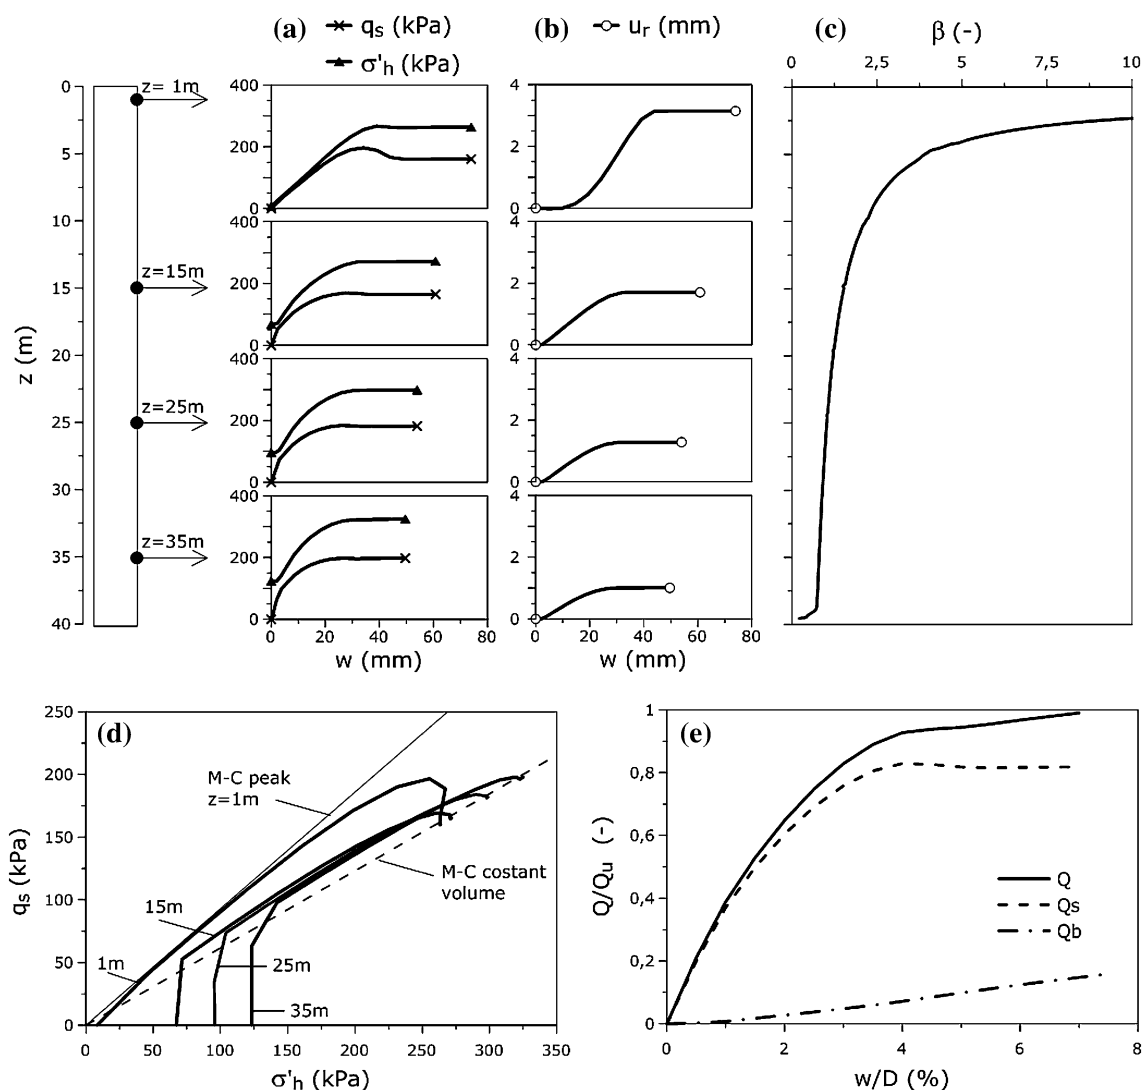 (a) q_s (kPa)
σ'_h (kPa)
(b) u_r (mm)
(c) β (-)
0 2,5 5 7,5 10
z (m)
0
5
10
15
20
25
30
35
40
z= 1m
z=15m
z=25m
z=35m
400
200
0
400
200
0
400
200
0
400
200
0
0 20 40 60 80
w (mm)
4
2
0
4
2
0
4
2
0
4
2
0
0 20 40 60 80
w (mm)
(d)
q_s (kPa)
250
200
150
100
50
0
M-C peak
z=1m
M-C costant
volume
15m
1m
25m
35m
0 50 100 150 200 250 300 350
σ'_h (kPa)
(e)
Q/Q_u (-)
1
0,8
0,6
0,4
0,2
0
Q
Qs
Qb
0 2 4 6 8
w/D (%)